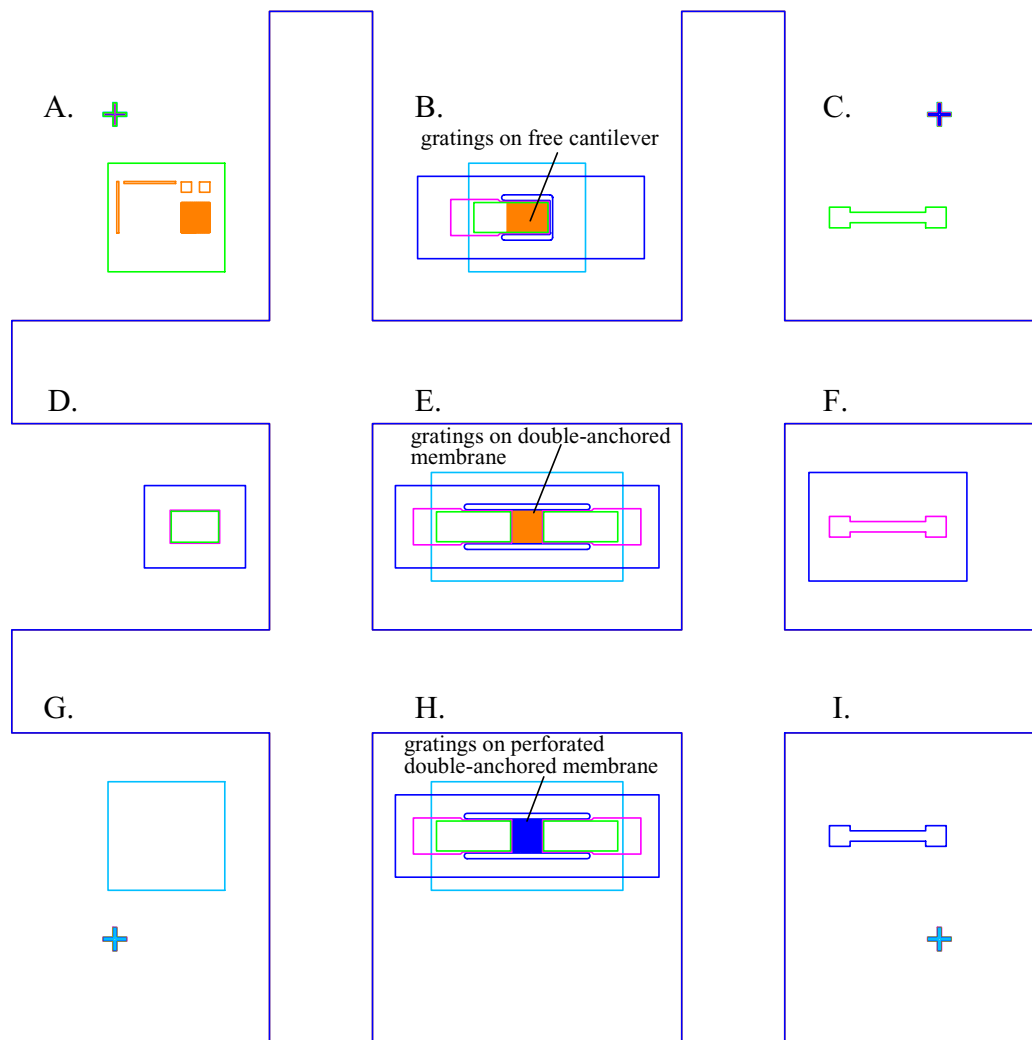 A.
B.
C.
gratings on free cantilever
D.
E.
F.
gratings on double-anchored
membrane
G.
H.
I.
gratings on perforated
double-anchored membrane